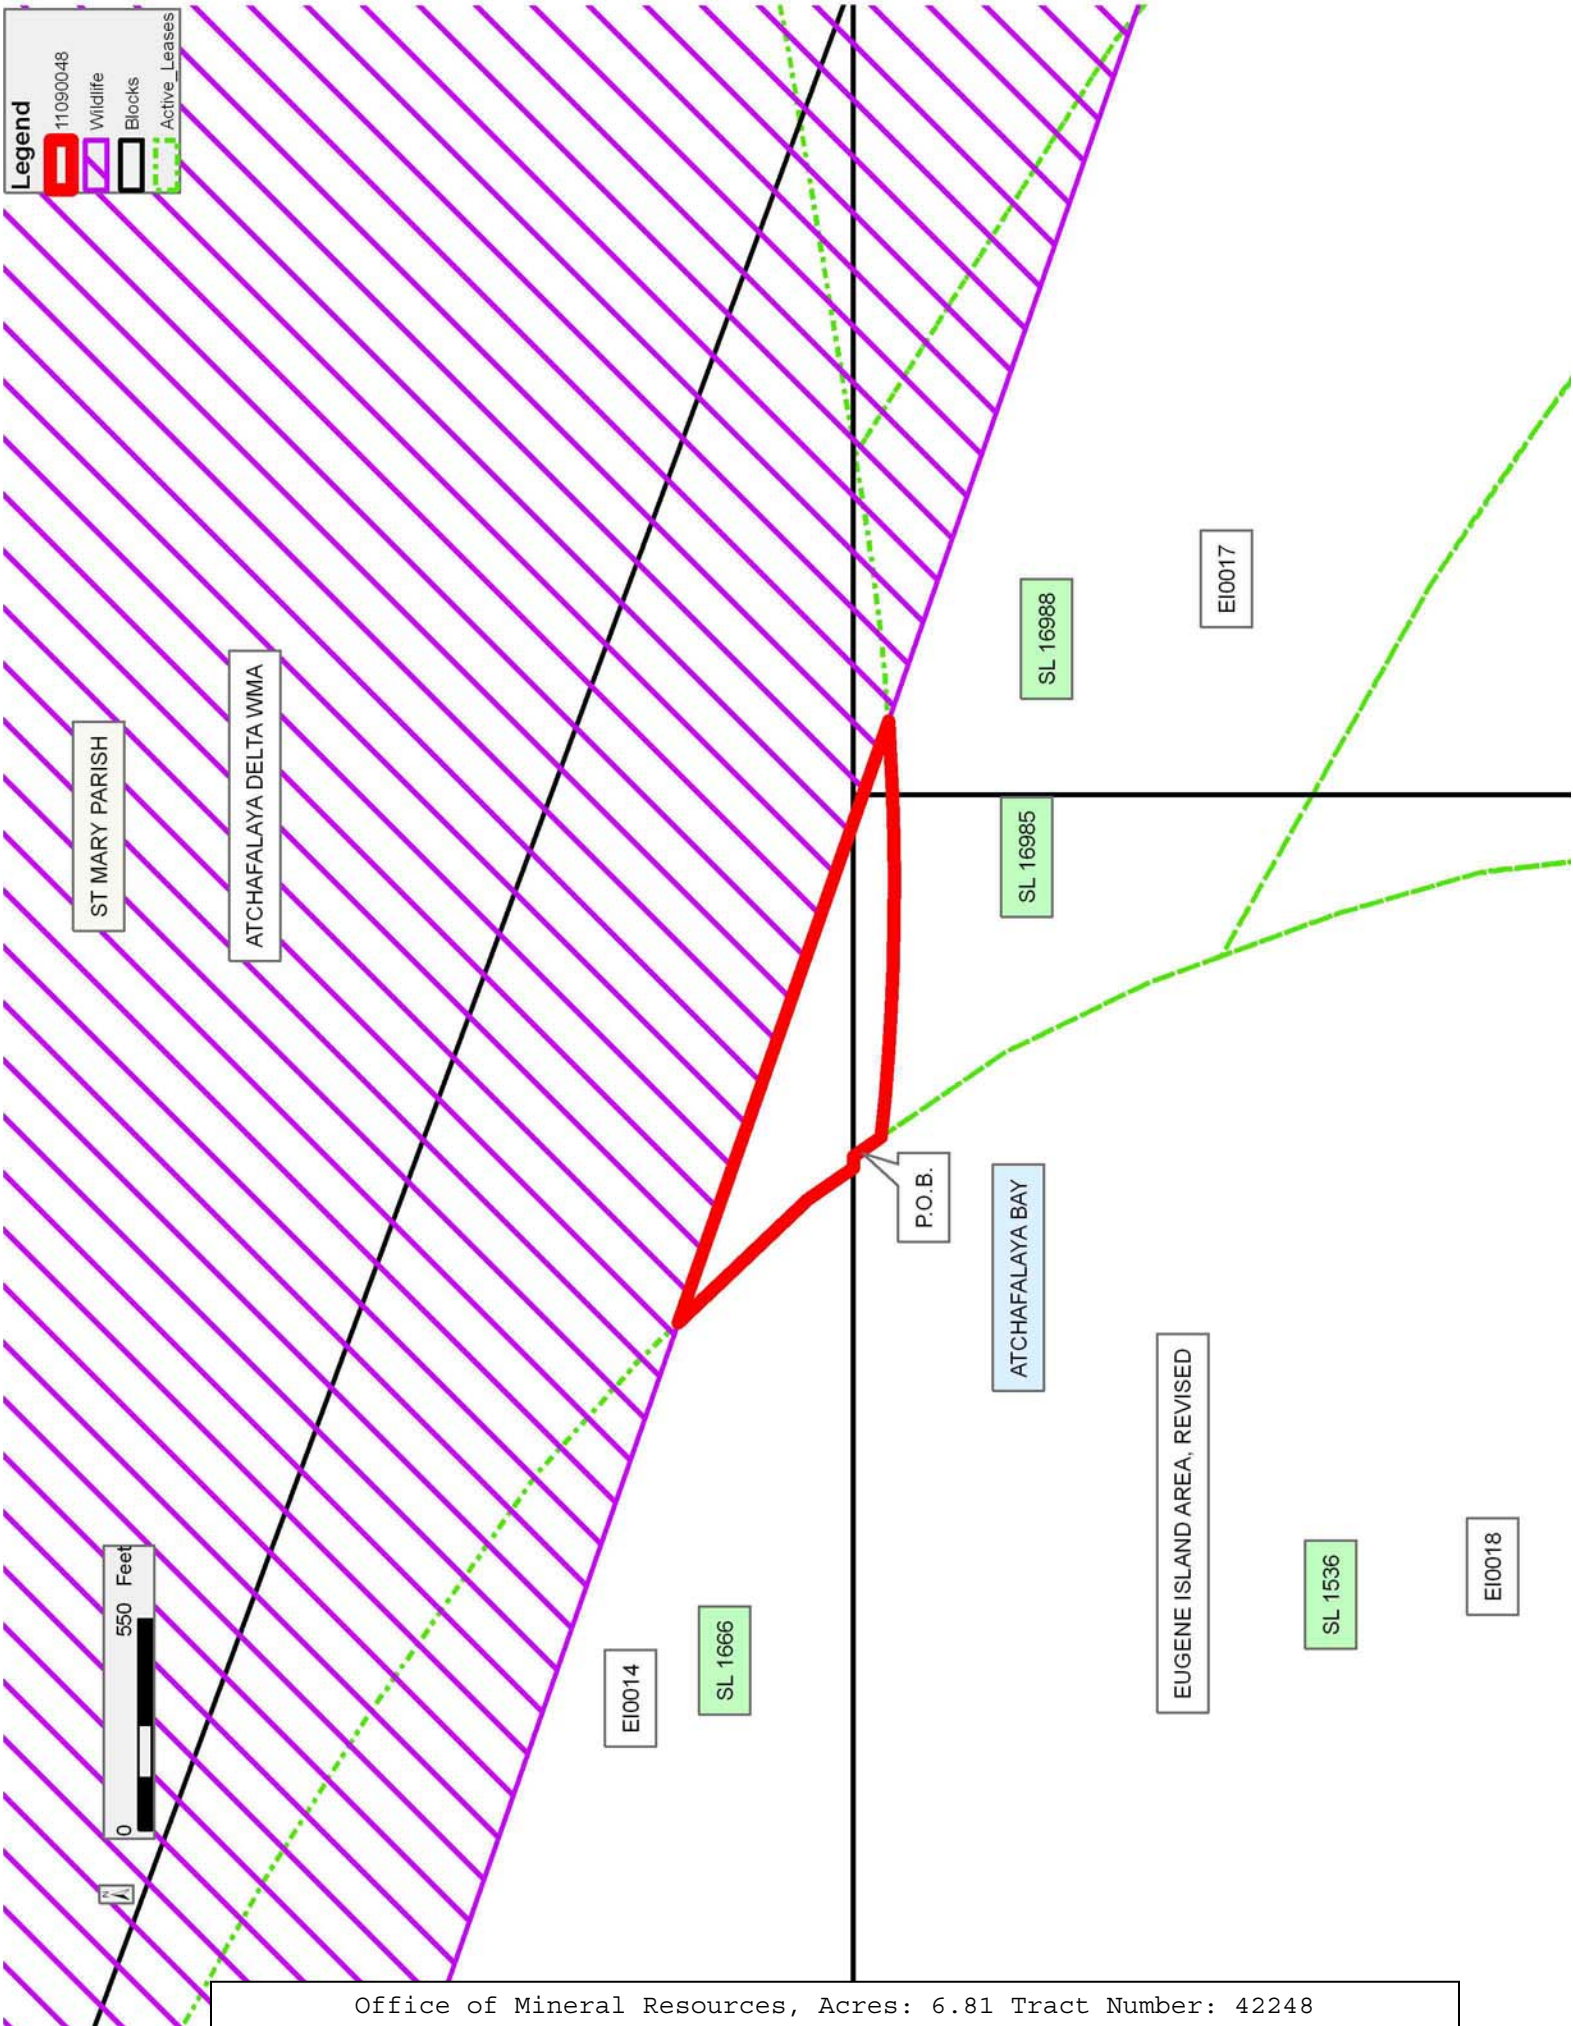 Legend
11090048
Wildlife
Blocks
Active_Leases
ST MARY PARISH
ATCHAFALAYA DELTA WMA
0 550 Feet
N
SL 16988
EI0017
SL 16985
P.O.B.
ATCHAFALAYA BAY
EUGENE ISLAND AREA, REVISED
EI0014
SL 1666
SL 1536
EI0018
Office of Mineral Resources, Acres: 6.81 Tract Number: 42248